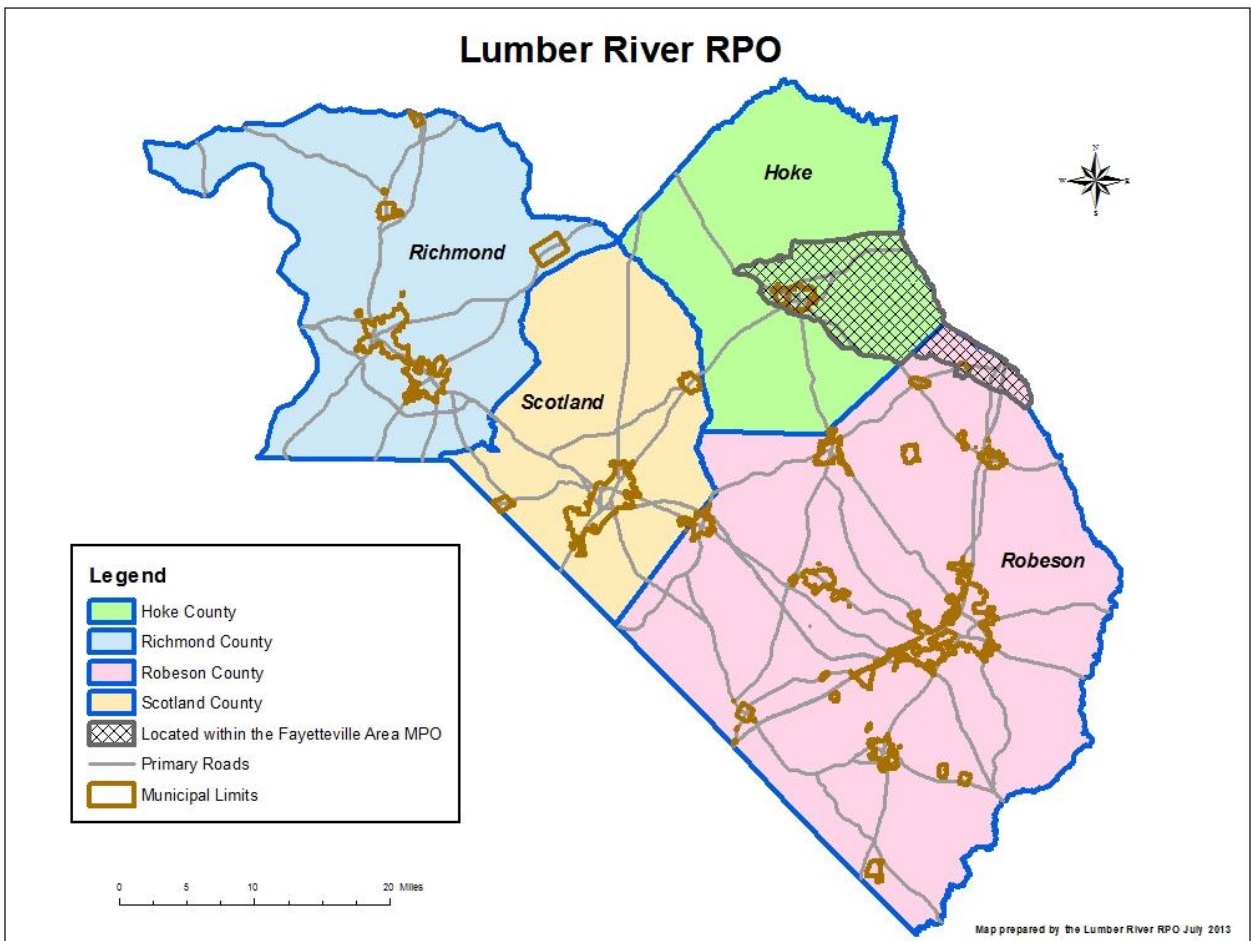 Lumber River RPO
Hoke
N
W
E
S
Richmond
Scotland
Robeson
Legend
Hoke County
Richmond County
Robeson County
Scotland County
Located within the Fayetteville Area MPO
Primary Roads
Municipal Limits
0 5 10 20 Miles
Map prepared by the Lumber River RPO July 2013